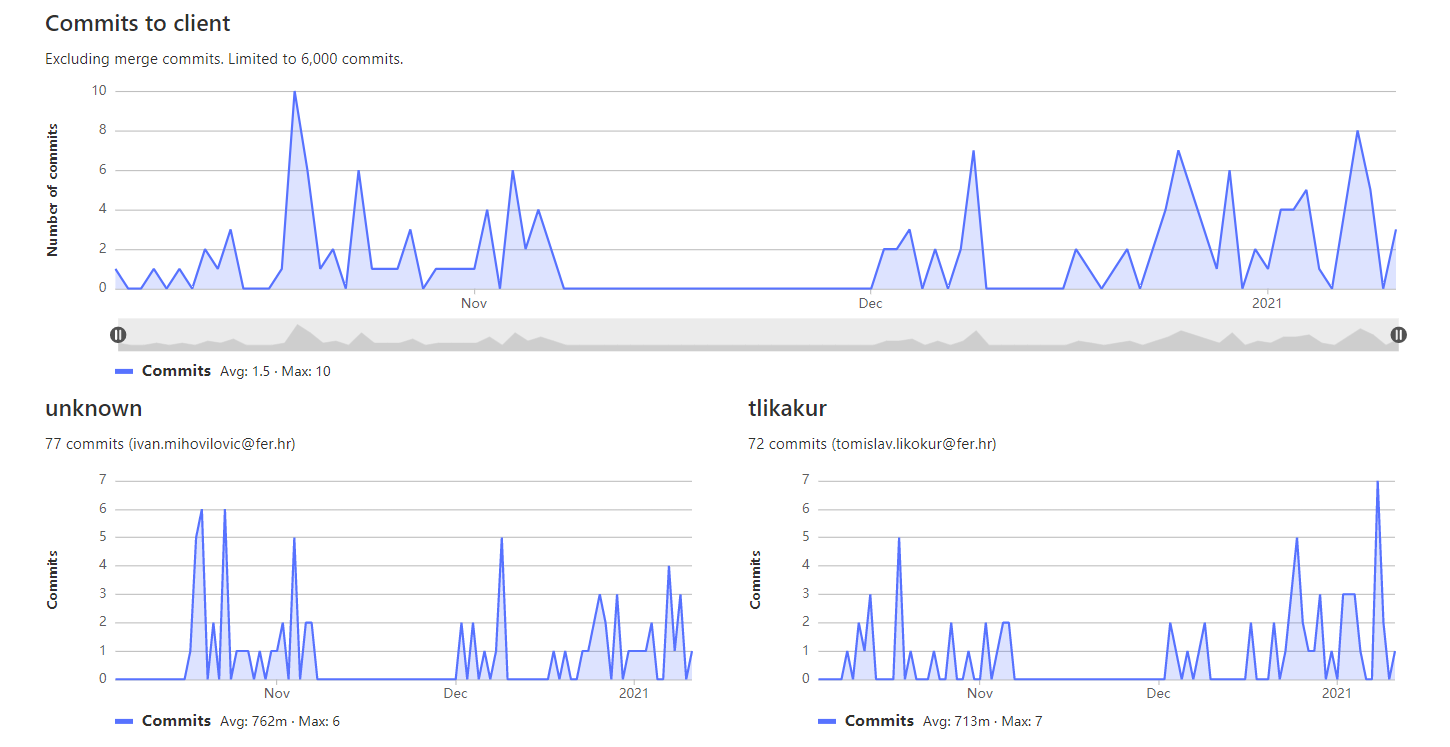 Commits to client
Excluding merge commits. Limited to 6,000 commits.
Number of commits
10
8
6
4
2
0
Nov
Dec
2021
Commits Avg: 1.5 · Max: 10
unknown
77 commits (ivan.mihovilovic@fer.hr)
Commits
7
6
5
4
3
2
1
0
Nov
Dec
2021
Commits Avg: 762m · Max: 6
tlikakur
72 commits (tomislav.likokur@fer.hr)
Commits
7
6
5
4
3
2
1
0
Nov
Dec
2021
Commits Avg: 713m · Max: 7